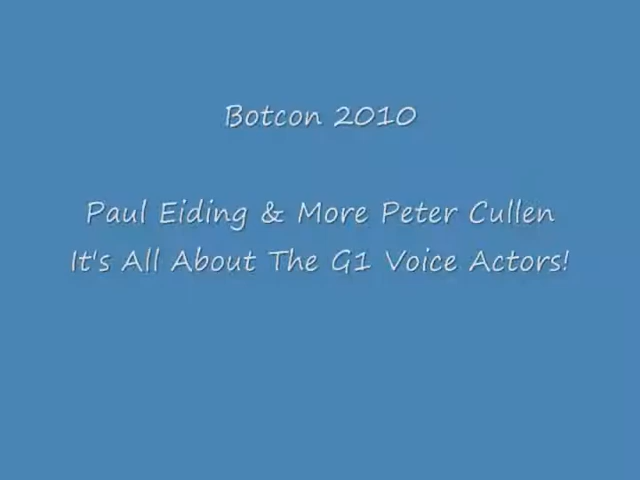 Botcon 2010
Paul Eiding & More Peter Cullen
It's All About The G1 Voice Actors!